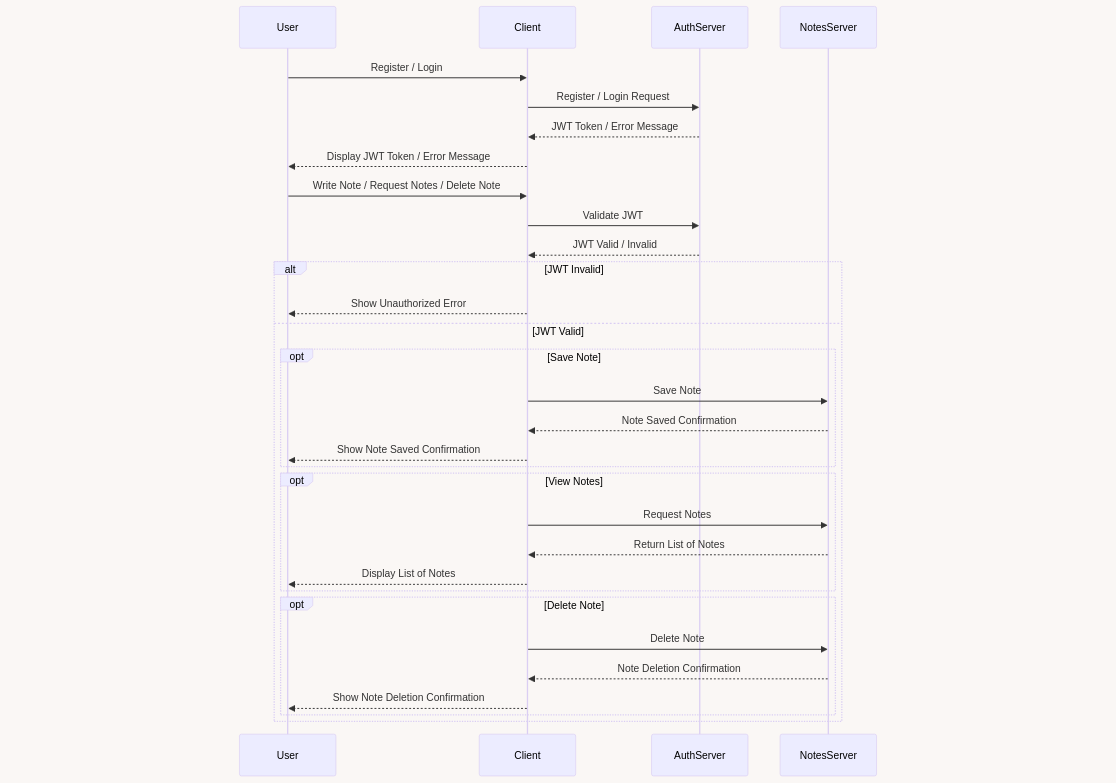 User
Client
AuthServer
NotesServer
Register / Login
Register / Login Request
JWT Token / Error Message
Display JWT Token / Error Message
Write Note / Request Notes / Delete Note
Validate JWT
JWT Valid / Invalid
alt
[JWT Invalid]
Show Unauthorized Error
[JWT Valid]
opt
[Save Note]
Save Note
Note Saved Confirmation
Show Note Saved Confirmation
opt
[View Notes]
Request Notes
Return List of Notes
Display List of Notes
opt
[Delete Note]
Delete Note
Note Deletion Confirmation
Show Note Deletion Confirmation
User
Client
AuthServer
NotesServer